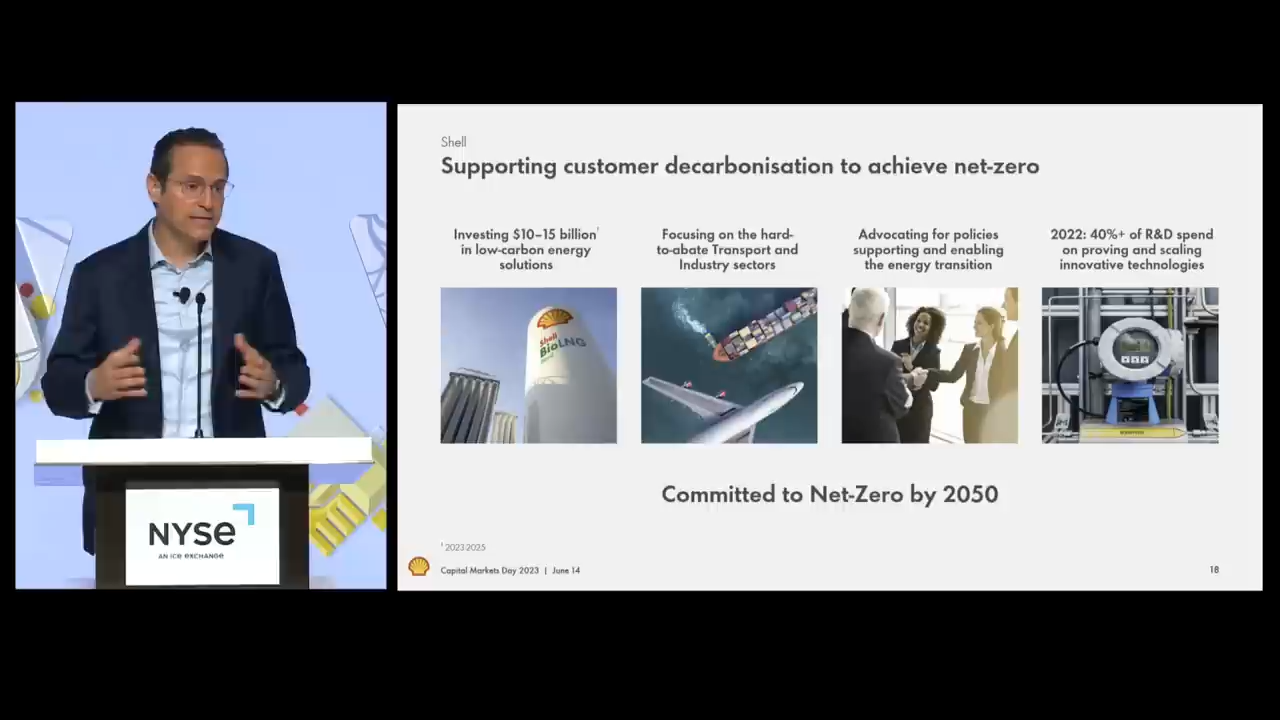 NYSE
AN ICE EXCHANGE
Shell
Supporting customer decarbonisation to achieve net-zero
Investing $10–15 billion¹
in low-carbon energy
solutions
Focusing on the hard-
to-abate Transport and
Industry sectors
Advocating for policies
supporting and enabling
the energy transition
2022: 40%+ of R&D spend
on proving and scaling
innovative technologies
Shell
BioLNG
Committed to Net-Zero by 2050
¹ 2023-2025
Capital Markets Day 2023 | June 14
18